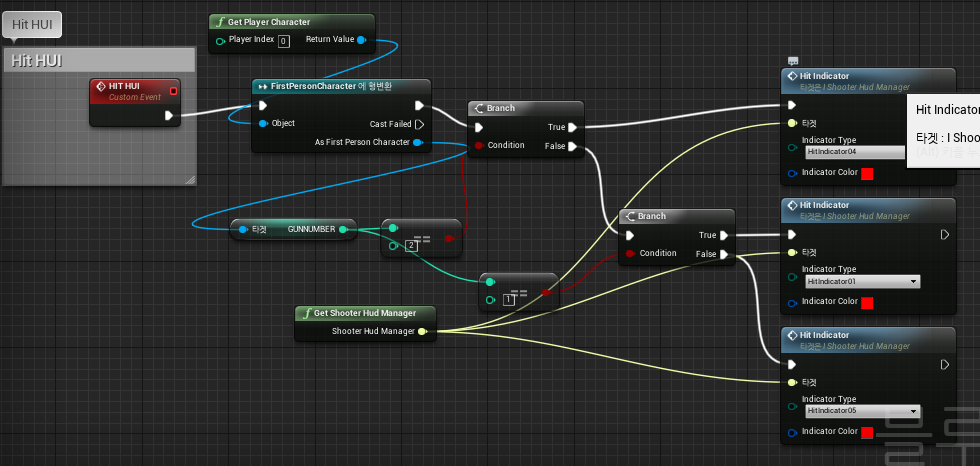 Hit HUI
Hit HUI
HIT HUI
Custom Event
Get Player Character
Player Index 0
Return Value
FirstPersonCharacter 에 형변환
Object
Cast Failed
As First Person Character
Branch
True
Condition
False
타겟 GUNNUMBER
2 ==
1 ==
Get Shooter Hud Manager
Shooter Hud Manager
Branch
True
Condition
False
Hit Indicator
타겟은 I Shooter Hud Manager
타겟
Indicator Type
HitIndicator04
Indicator Color
Hit Indicator
타겟 : I Shoo
Hit Indicator
타겟은 I Shooter Hud Manager
타겟
Indicator Type
HitIndicator01
Indicator Color
Hit Indicator
타겟은 I Shooter Hud Manager
타겟
Indicator Type
HitIndicator05
Indicator Color